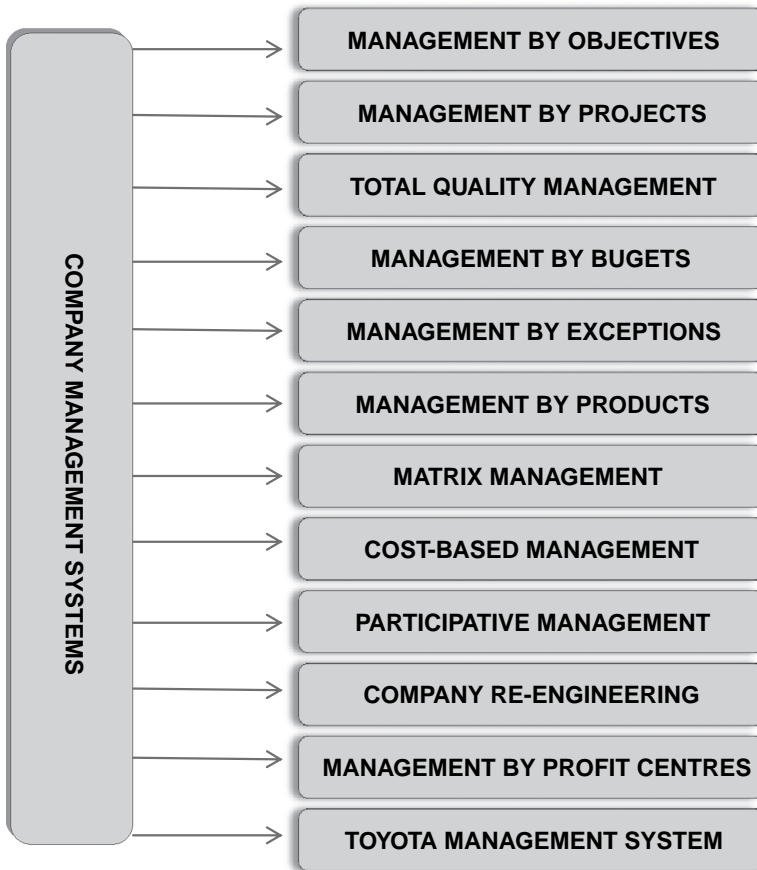 COMPANY MANAGEMENT SYSTEMS
MANAGEMENT BY OBJECTIVES
MANAGEMENT BY PROJECTS
TOTAL QUALITY MANAGEMENT
MANAGEMENT BY BUGETS
MANAGEMENT BY EXCEPTIONS
MANAGEMENT BY PRODUCTS
MATRIX MANAGEMENT
COST-BASED MANAGEMENT
PARTICIPATIVE MANAGEMENT
COMPANY RE-ENGINEERING
MANAGEMENT BY PROFIT CENTRES
TOYOTA MANAGEMENT SYSTEM